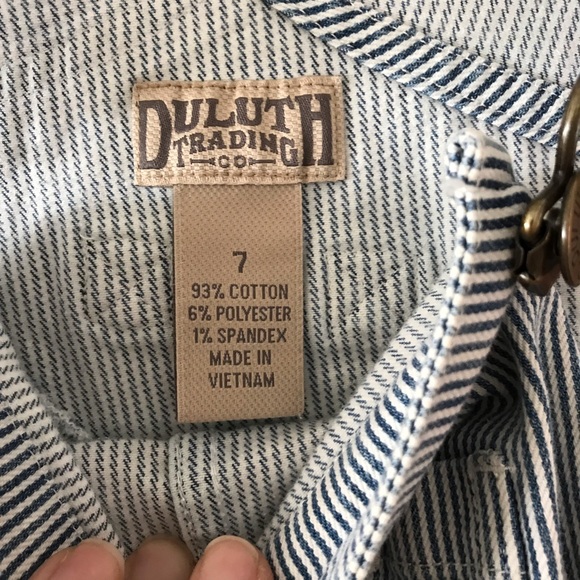 DULUTH
TRADING
CO
7
93% COTTON
6% POLYESTER
1% SPANDEX
MADE IN
VIETNAM